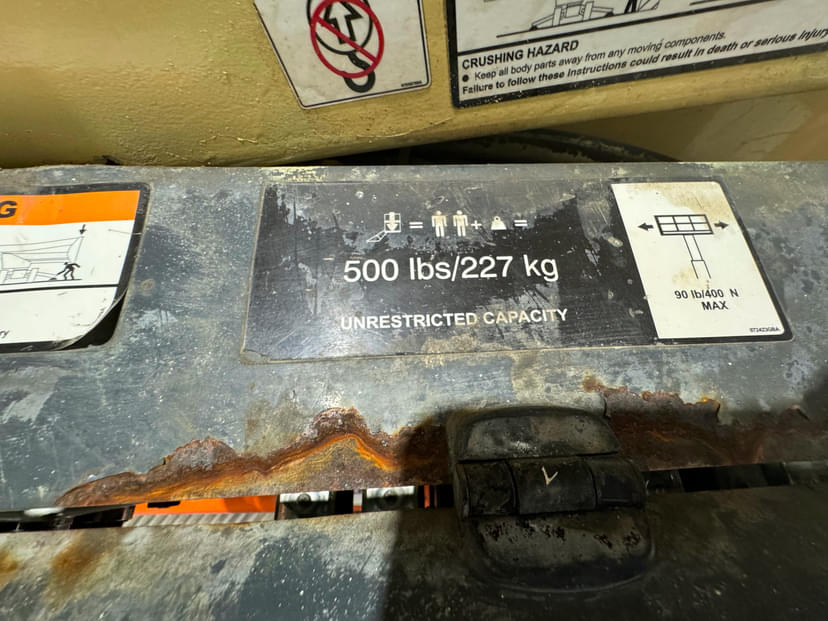 CRUSHING HAZARD
• Keep all body parts away from any moving components.
Failure to follow these instructions could result in death or serious injury
G
= + =
500 lbs/227 kg
UNRESTRICTED CAPACITY
90 lb/400 N
MAX
ry